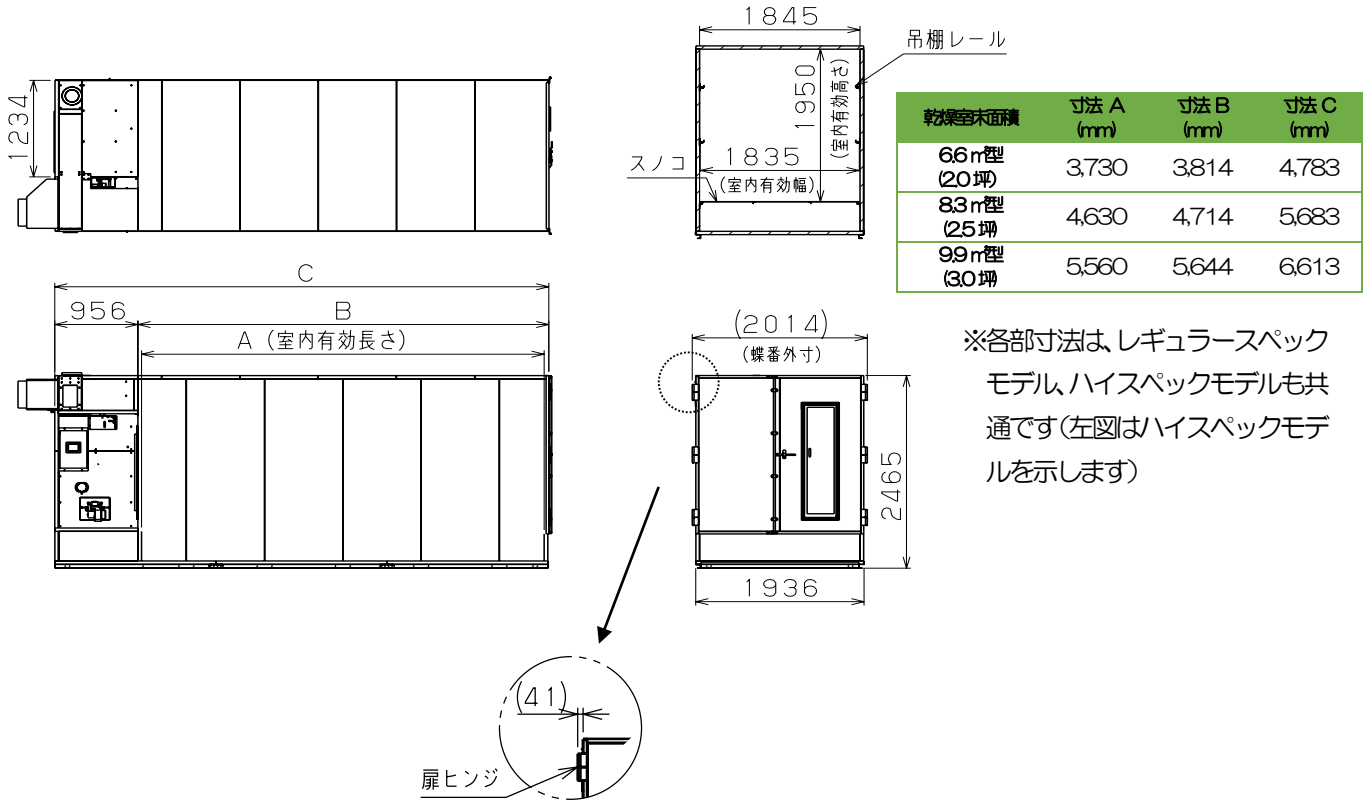 1234
1845
吊棚レール
1950
(室内有効高さ)
スノコ
1835
(室内有効幅)
乾燥室床面積 寸法 A (mm) 寸法 B (mm) 寸法 C (mm)
6.6 ㎡型
(2.0 坪) 3,730 3,814 4,783
8.3 ㎡型
(2.5 坪) 4,630 4,714 5,683
9.9 ㎡型
(3.0 坪) 5,560 5,644 6,613
C
956
B
A (室内有効長さ)
(2014)
(蝶番外寸)
2465
1936
※各部寸法は、レギュラースペック
モデル、ハイスペックモデルも共
通です(左図はハイスペックモデ
ルを示します)
(41)
扉ヒンジ